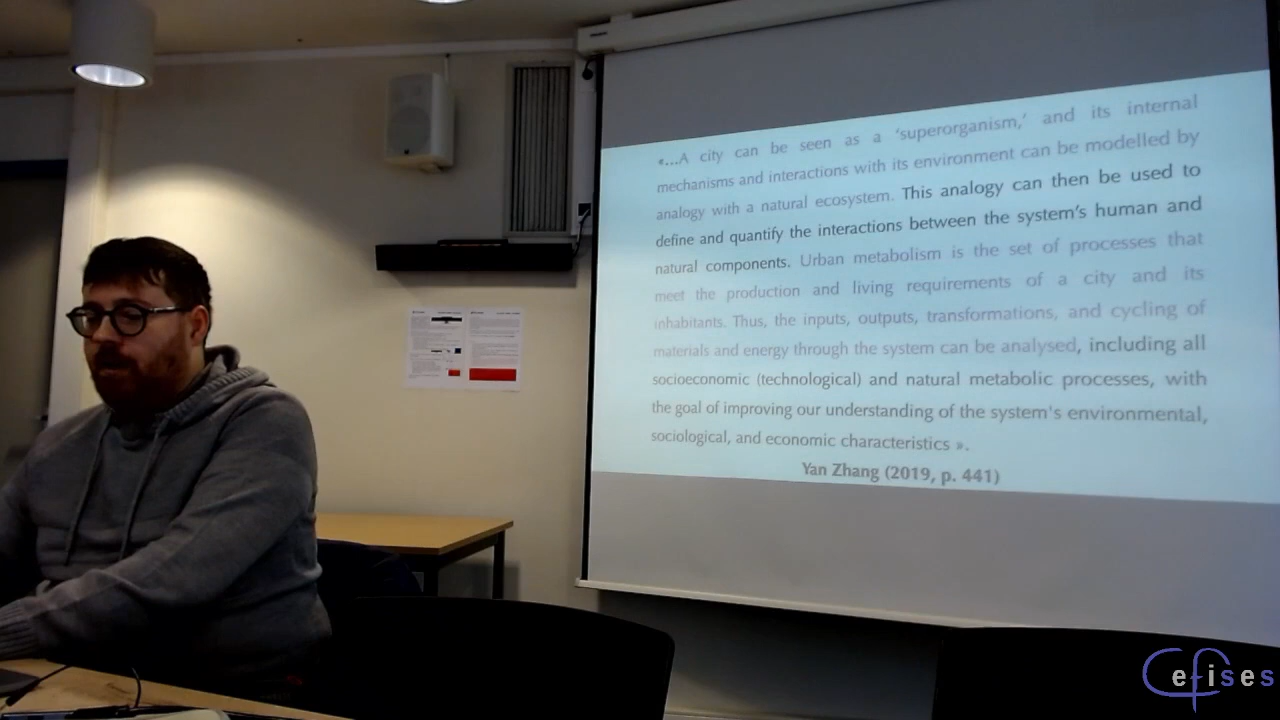 «...A city can be seen as a ‘superorganism,’ and its internal
mechanisms and interactions with its environment can be modelled by
analogy with a natural ecosystem. This analogy can then be used to
define and quantify the interactions between the system's human and
natural components. Urban metabolism is the set of processes that
meet the production and living requirements of a city and its
inhabitants. Thus, the inputs, outputs, transformations, and cycling of
materials and energy through the system can be analysed, including all
socioeconomic (technological) and natural metabolic processes, with
the goal of improving our understanding of the system's environmental,
sociological, and economic characteristics ».
Yan Zhang (2019, p. 441)
Cefises